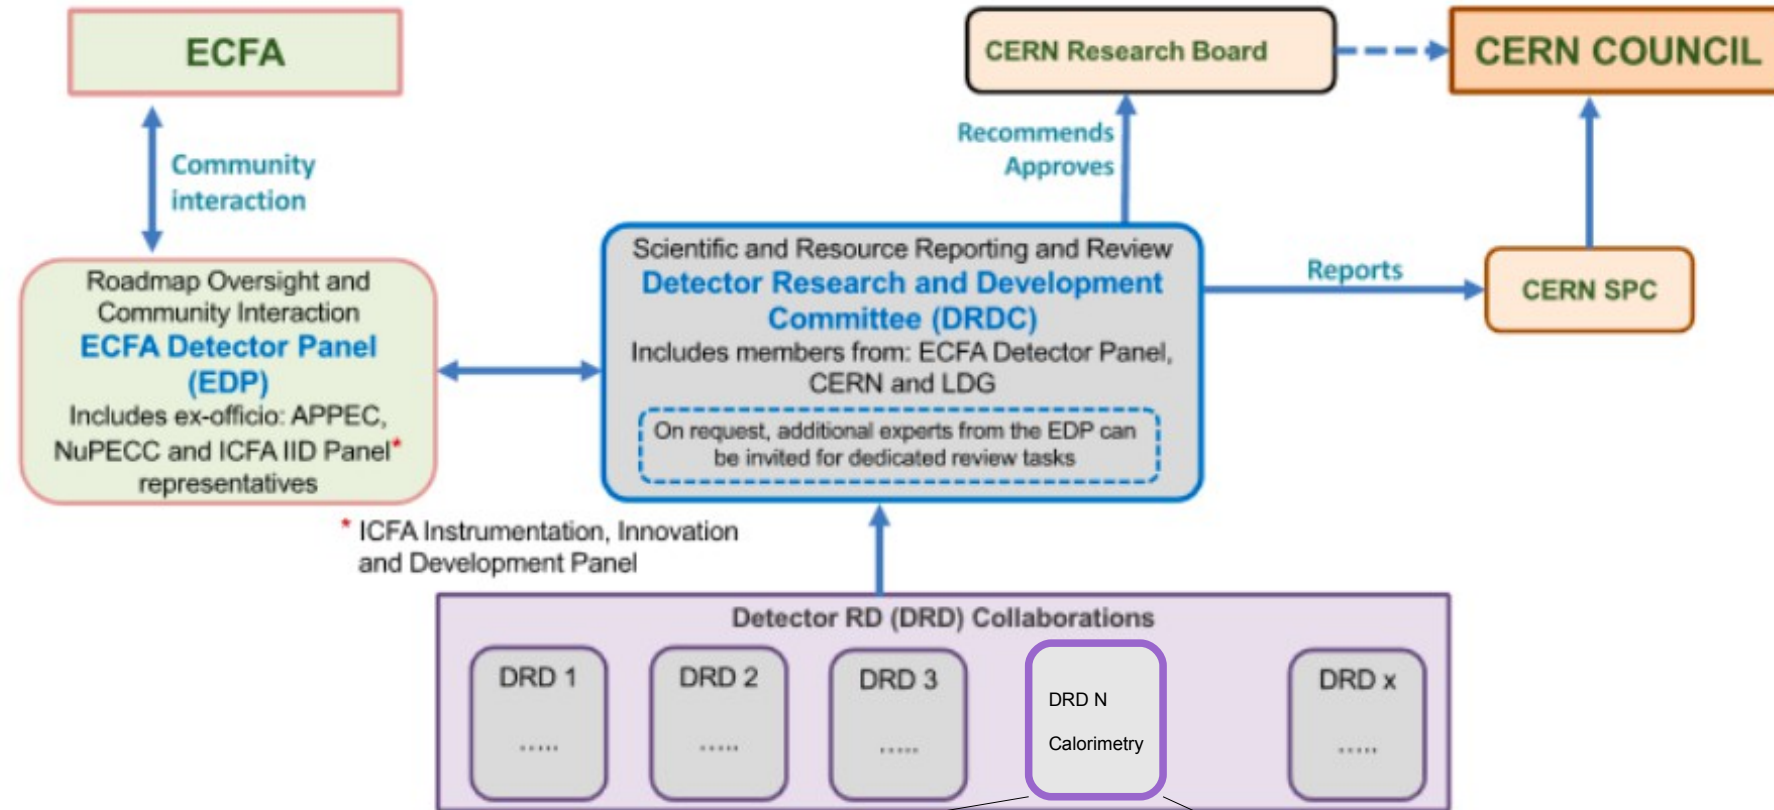 ECFA
CERN Research Board
CERN COUNCIL
Community
interaction
Recommends
Approves
Roadmap Oversight and
Community Interaction
ECFA Detector Panel
(EDP)
Includes ex-officio: APPEC,
NuPECC and ICFA IID Panel*
representatives
Scientific and Resource Reporting and Review
Detector Research and Development
Committee (DRDC)
Includes members from: ECFA Detector Panel,
CERN and LDG
On request, additional experts from the EDP can
be invited for dedicated review tasks
Reports
CERN SPC
* ICFA Instrumentation, Innovation
and Development Panel
Detector RD (DRD) Collaborations
DRD 1
.....
DRD 2
.....
DRD 3
.....
DRD N
Calorimetry
DRD x
.....